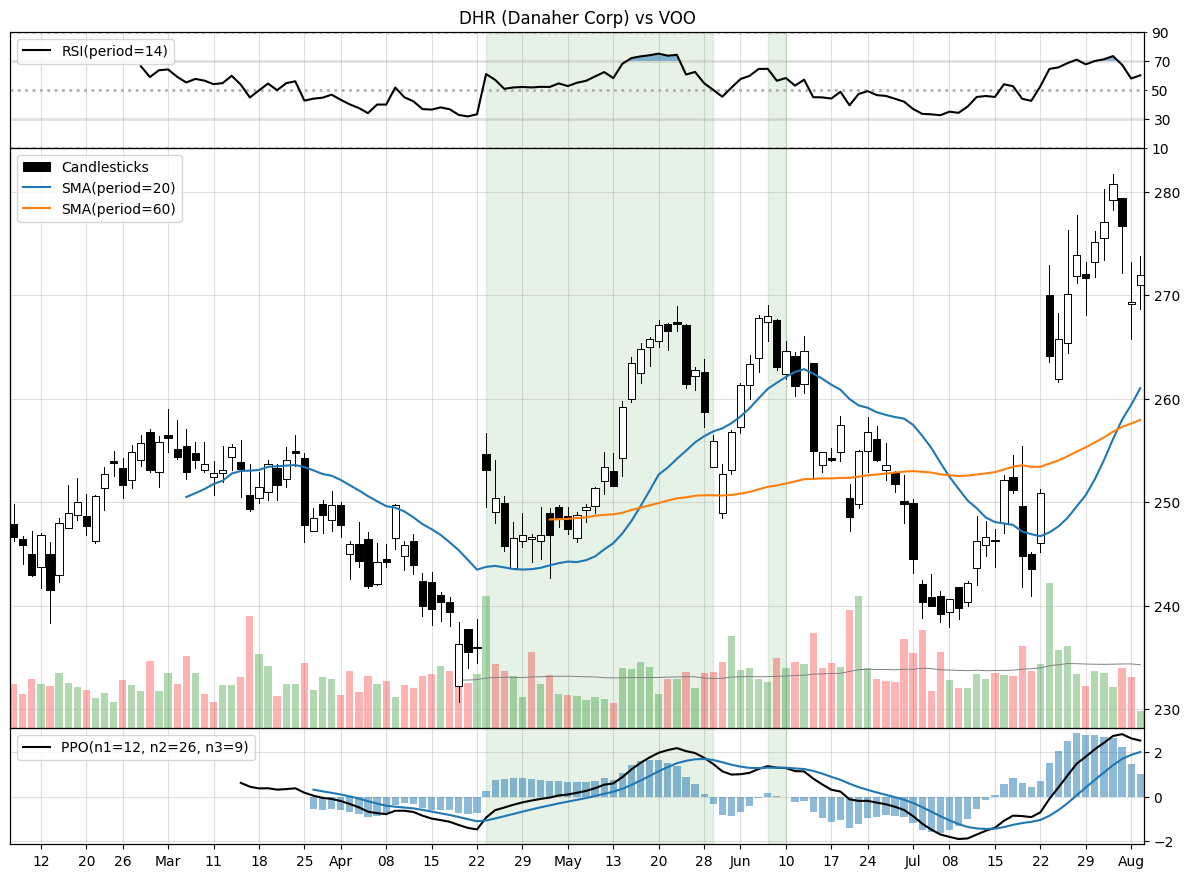 DHR (Danaher Corp) vs VOO
RSI(period=14)
90
70
50
30
10
Candlesticks
SMA(period=20)
SMA(period=60)
280
270
260
250
240
230
PPO(n1=12, n2=26, n3=9)
2
0
−2
12 20 26 Mar 11 18 25 Apr 08 15 22 29 May 13 20 28 Jun 10 17 24 Jul 08 15 22 29 Aug